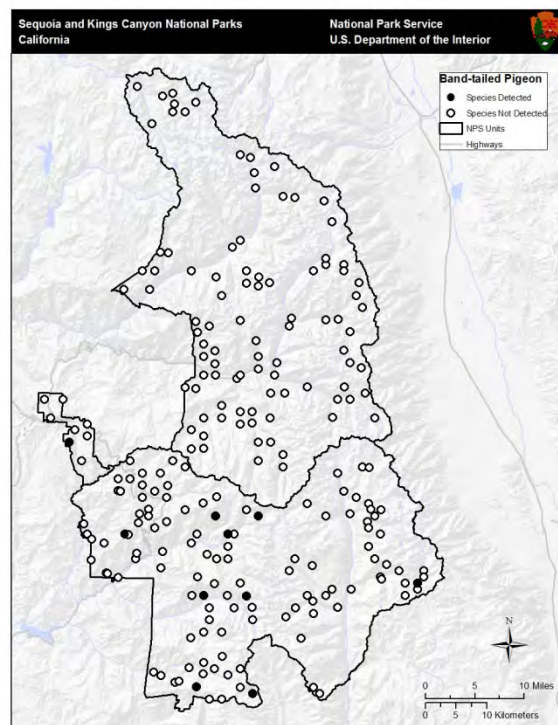 Sequoia and Kings Canyon National Parks
California
National Park Service
U.S. Department of the Interior
Band-tailed Pigeon
Species Detected
Species Not Detected
NPS Units
Highways
N
0 5 10 Miles
0 5 10 Kilometers